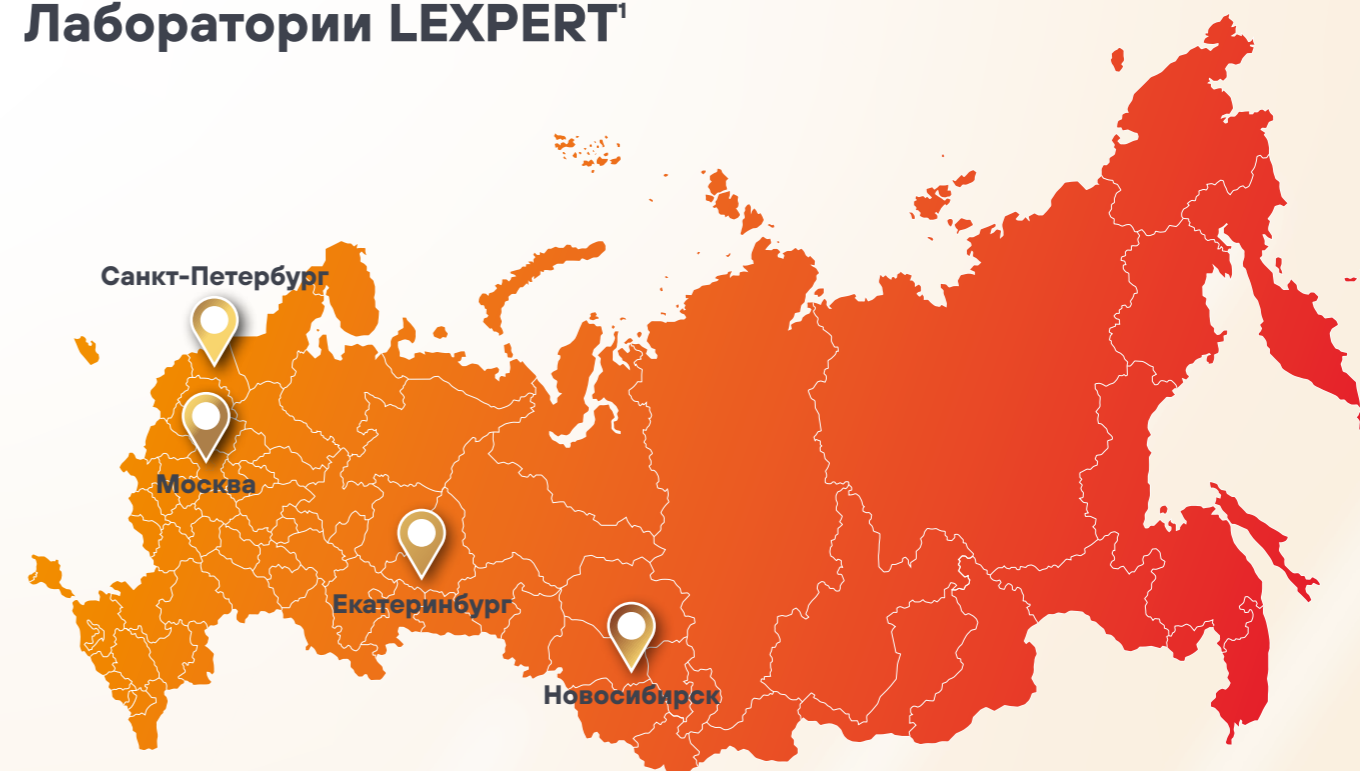 Лаборатории LEXPERT¹
Санкт-Петербург
Москва
Екатеринбург
Новосибирск